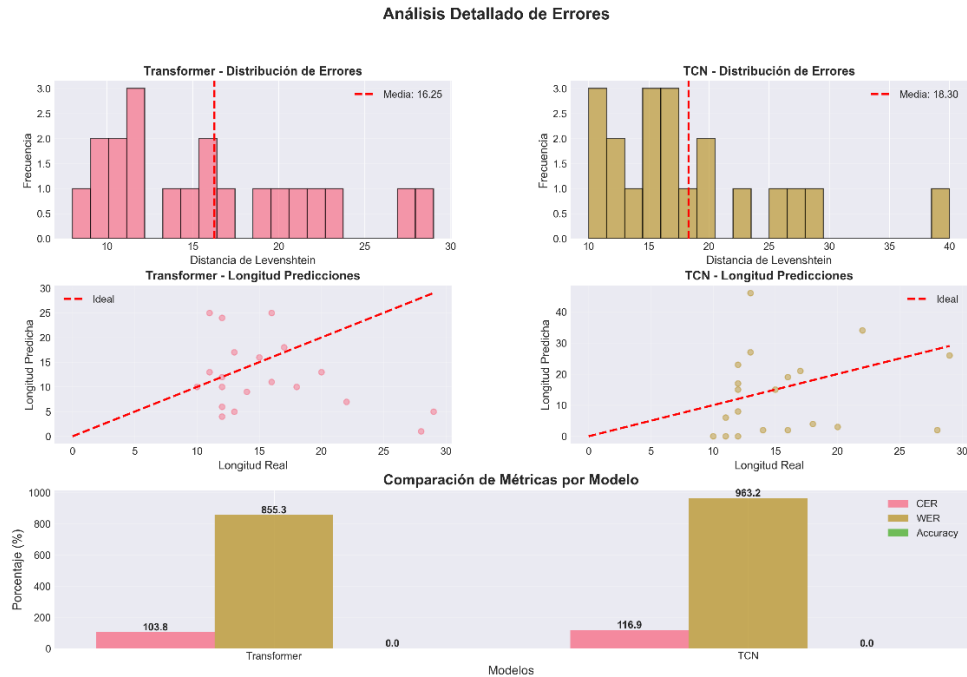 Análisis Detallado de Errores
Transformer - Distribución de Errores
Frecuencia
3.0
2.5
2.0
1.5
1.0
0.5
0.0
Media: 16.25
10
15
20
25
30
Distancia de Levenshtein
TCN - Distribución de Errores
Frecuencia
3.0
2.5
2.0
1.5
1.0
0.5
0.0
Media: 18.30
10
15
20
25
30
35
40
Distancia de Levenshtein
Transformer - Longitud Predicciones
Longitud Predicha
30
25
20
15
10
5
0
Ideal
0
5
10
15
20
25
30
Longitud Real
TCN - Longitud Predicciones
Longitud Predicha
40
30
20
10
0
Ideal
0
5
10
15
20
25
30
Longitud Real
Comparación de Métricas por Modelo
Porcentaje (%)
1000
800
600
400
200
0
103.8
855.3
0.0
116.9
963.2
0.0
CER
WER
Accuracy
Transformer
TCN
Modelos